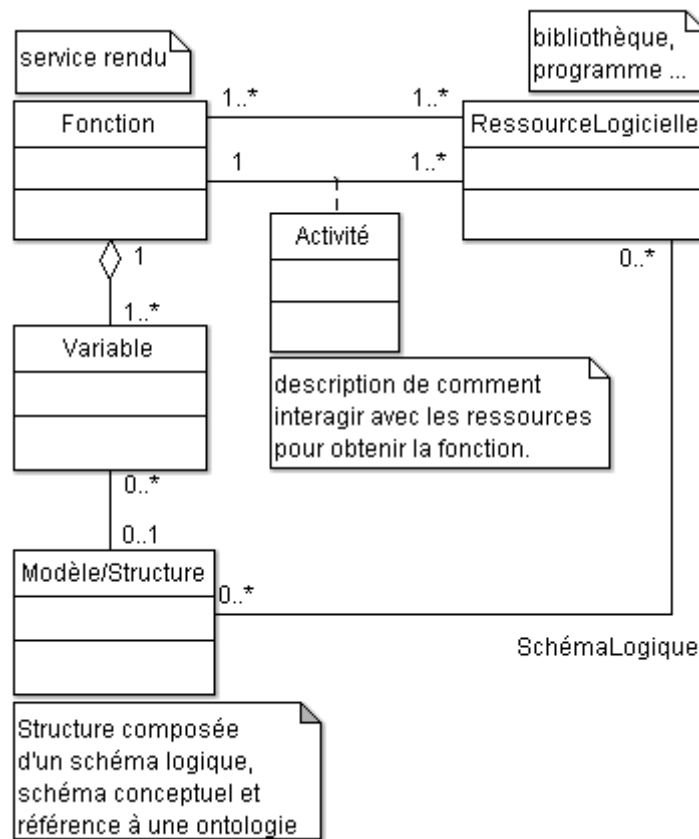 service rendu
bibliothèque,
programme ...
Fonction
1..*
1..*
RessourceLogicielle
1
1..*
Activité
1
0..*
1..*
Variable
description de comment
interagir avec les ressources
pour obtenir la fonction.
0..*
0..1
Modèle/Structure
0..*
SchémaLogique
Structure composée
d'un schéma logique,
schéma conceptuel et
référence à une ontologie